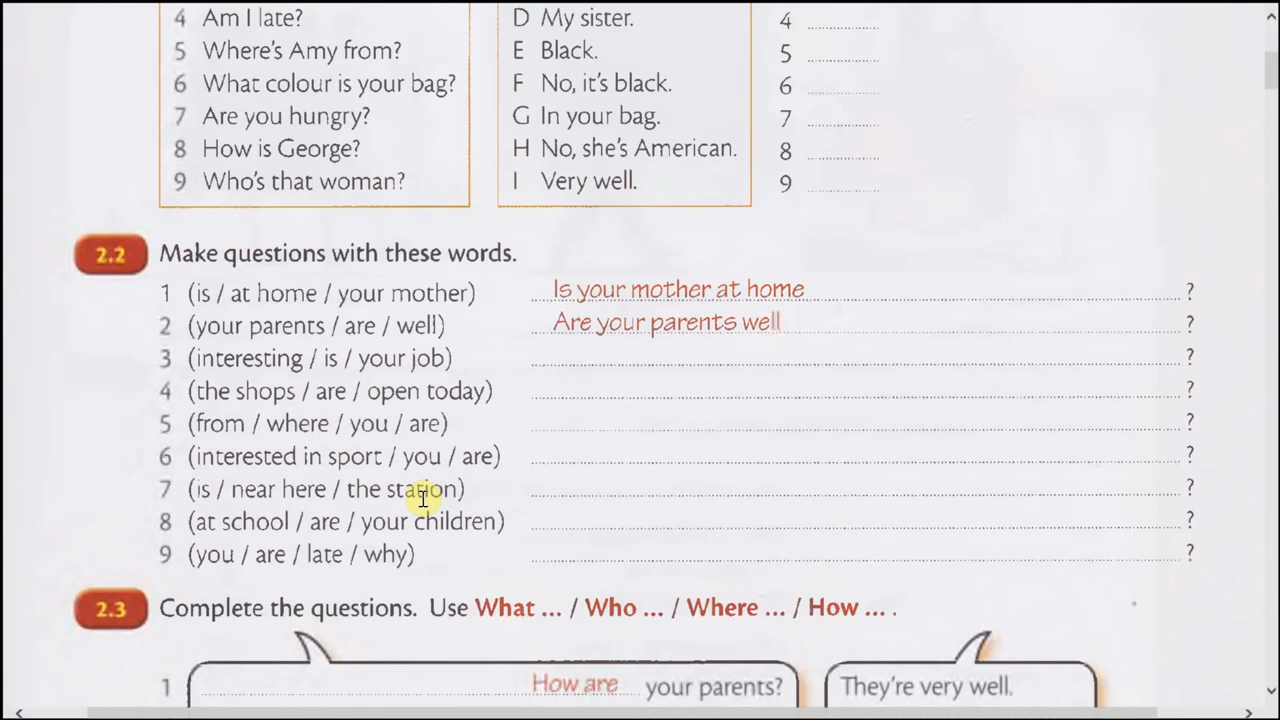 4 Am I late? D My sister. 4
5 Where's Amy from? E Black. 5
6 What colour is your bag? F No, it's black. 6
7 Are you hungry? G In your bag. 7
8 How is George? H No, she's American. 8
9 Who's that woman? I Very well. 9
2.2 Make questions with these words.
1 (is / at home / your mother) Is your mother at home ?
2 (your parents / are / well) Are your parents well ?
3 (interesting / is / your job) ?
4 (the shops / are / open today) ?
5 (from / where / you / are) ?
6 (interested in sport / you / are) ?
7 (is / near here / the station) ?
8 (at school / are / your children) ?
9 (you / are / late / why) ?
2.3 Complete the questions. Use What ... / Who ... / Where ... / How ... .
1 How are your parents? They're very well.